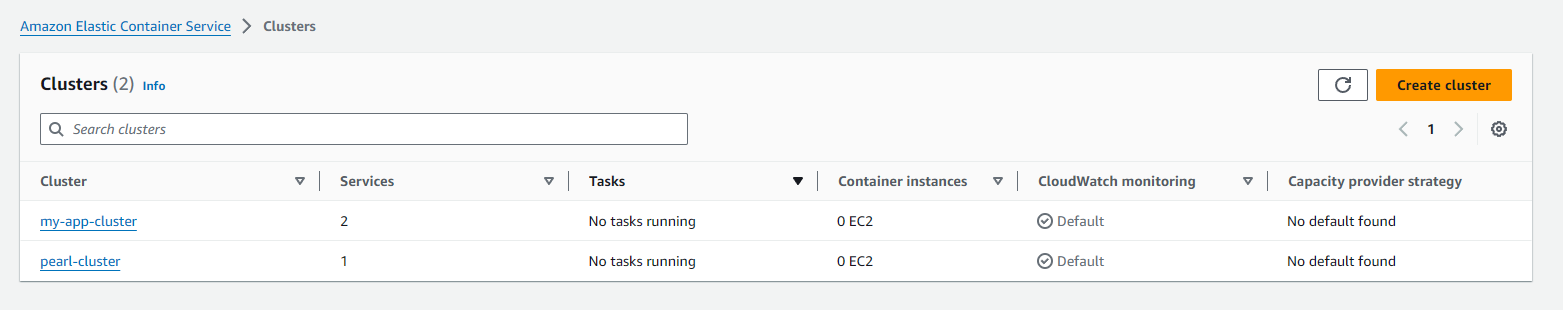 Amazon Elastic Container Service > Clusters
Clusters (2) Info
Create cluster
Search clusters
1
Cluster Services Tasks Container instances CloudWatch monitoring Capacity provider strategy
my-app-cluster 2 No tasks running 0 EC2 Default No default found
pearl-cluster 1 No tasks running 0 EC2 Default No default found